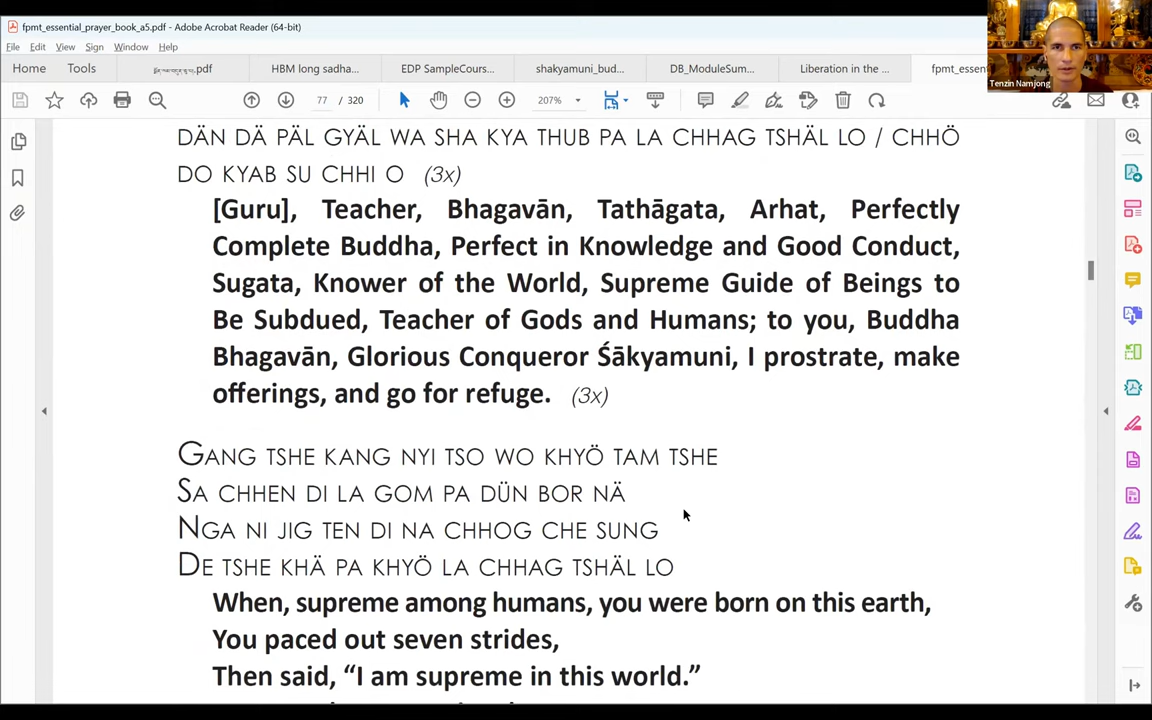 fpmt_essential_prayer_book_a5.pdf - Adobe Acrobat Reader (64-bit)
File Edit View Sign Window Help
Home Tools .pdf HBM long sadha... EDP SampleCours... shakyamuni_bud... DB_ModuleSum... Liberation in the ... fpmt_essen
Tenzin Namjong
77 / 320 207%
DÄN DÄ PÄL GYÄL WA SHA KYA THUB PA LA CHHAG TSHÄL LO / CHHÖ
DO KYAB SU CHHI O (3x)
[Guru], Teacher, Bhagavān, Tathāgata, Arhat, Perfectly
Complete Buddha, Perfect in Knowledge and Good Conduct,
Sugata, Knower of the World, Supreme Guide of Beings to
Be Subdued, Teacher of Gods and Humans; to you, Buddha
Bhagavān, Glorious Conqueror Śākyamuni, I prostrate, make
offerings, and go for refuge. (3x)
GANG TSHE KANG NYI TSO WO KHYÖ TAM TSHE
SA CHHEN DI LA GOM PA DÜN BOR NÄ
NGA NI JIG TEN DI NA CHHOG CHE SUNG
DE TSHE KHÄ PA KHYÖ LA CHHAG TSHÄL LO
When, supreme among humans, you were born on this earth,
You paced out seven strides,
Then said, “I am supreme in this world.”